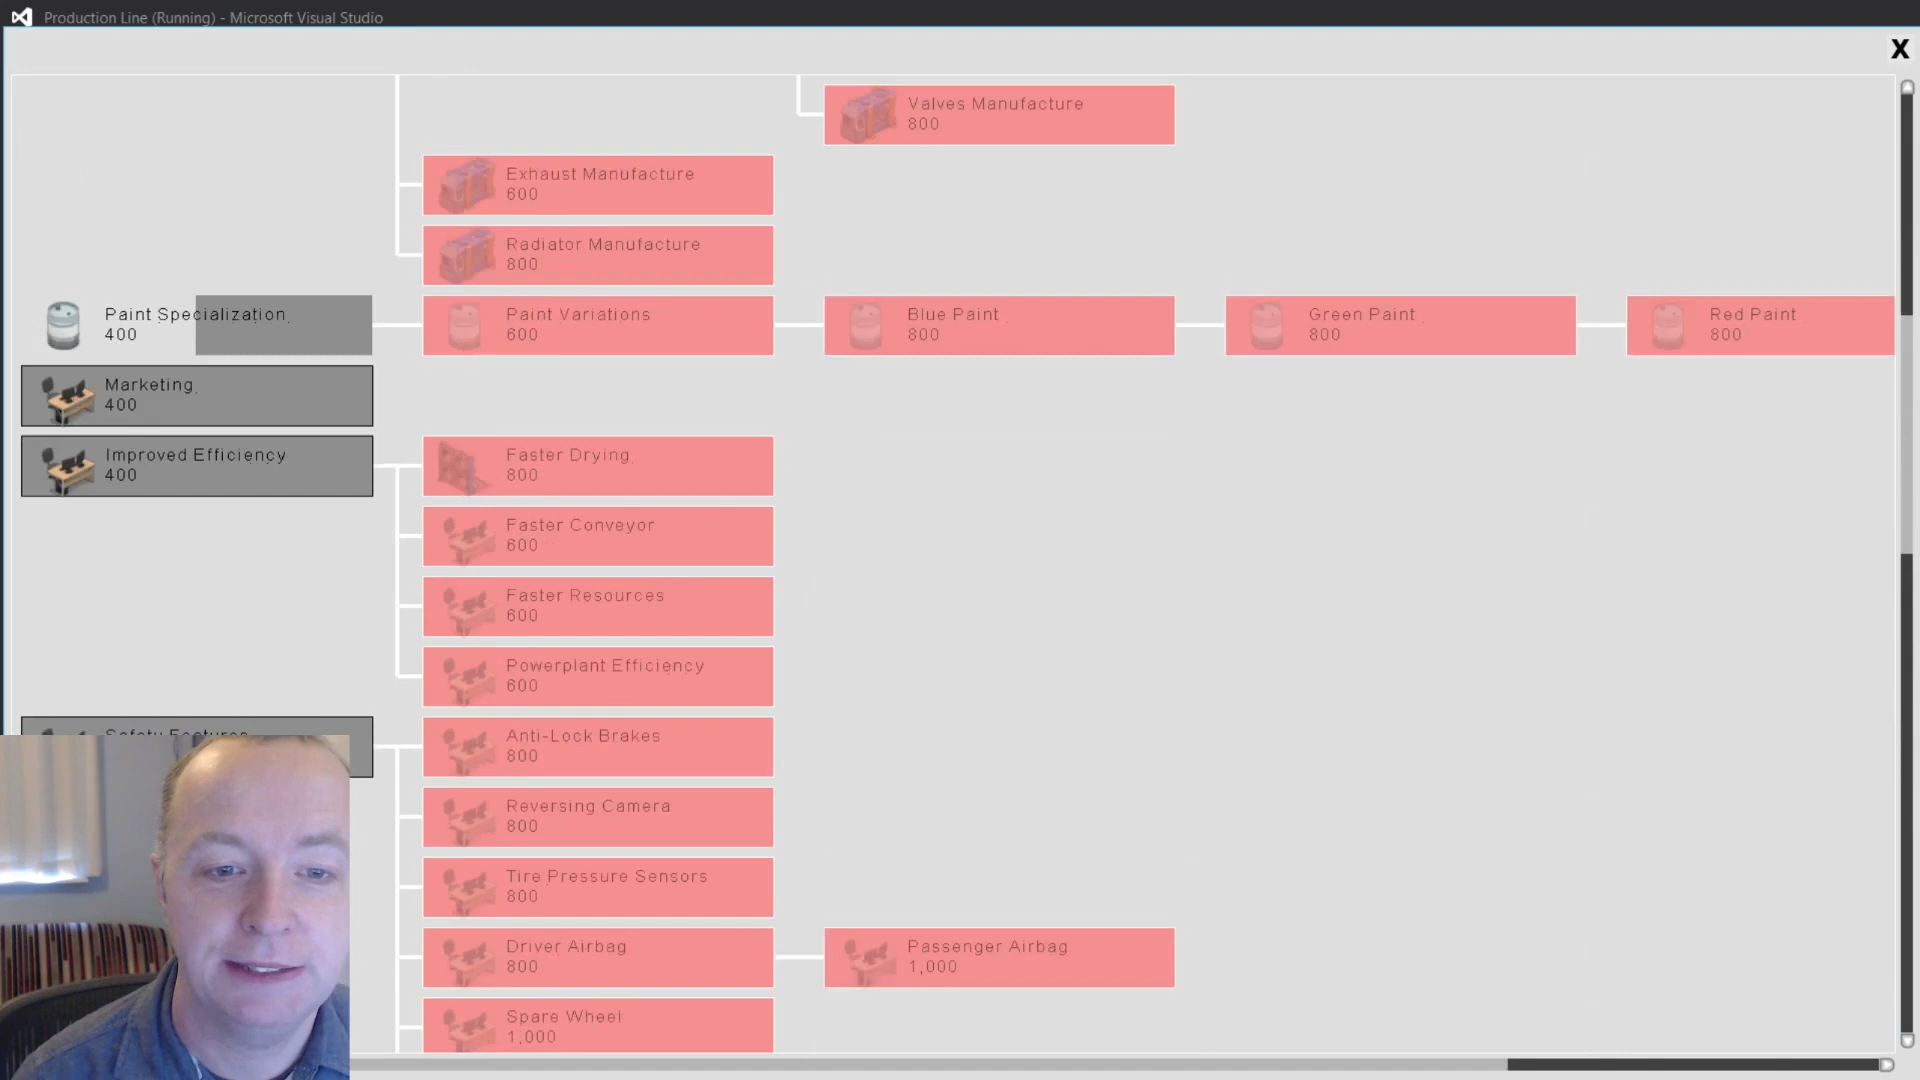 Production Line (Running) - Microsoft Visual Studio
X
Valves Manufacture
800
Exhaust Manufacture
600
Radiator Manufacture
800
Paint Specialization
400
Paint Variations
600
Blue Paint
800
Green Paint
800
Red Paint
800
Marketing
400
Improved Efficiency
400
Faster Drying
800
Faster Conveyor
600
Faster Resources
600
Powerplant Efficiency
600
Safety Features
Anti-Lock Brakes
800
Reversing Camera
800
Tire Pressure Sensors
800
Driver Airbag
800
Passenger Airbag
1,000
Spare Wheel
1,000